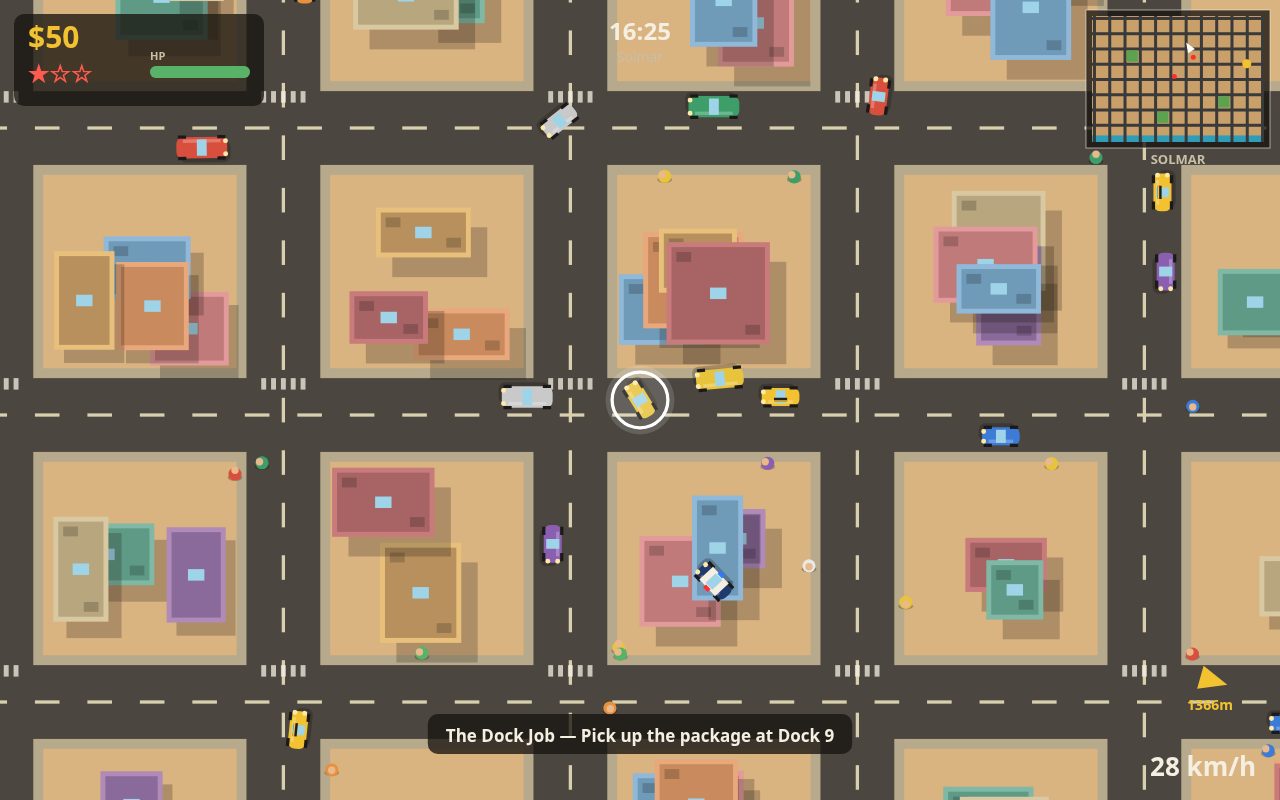 $50
HP
16:25
Solmar
SOLMAR
1366m
The Dock Job — Pick up the package at Dock 9
28 km/h